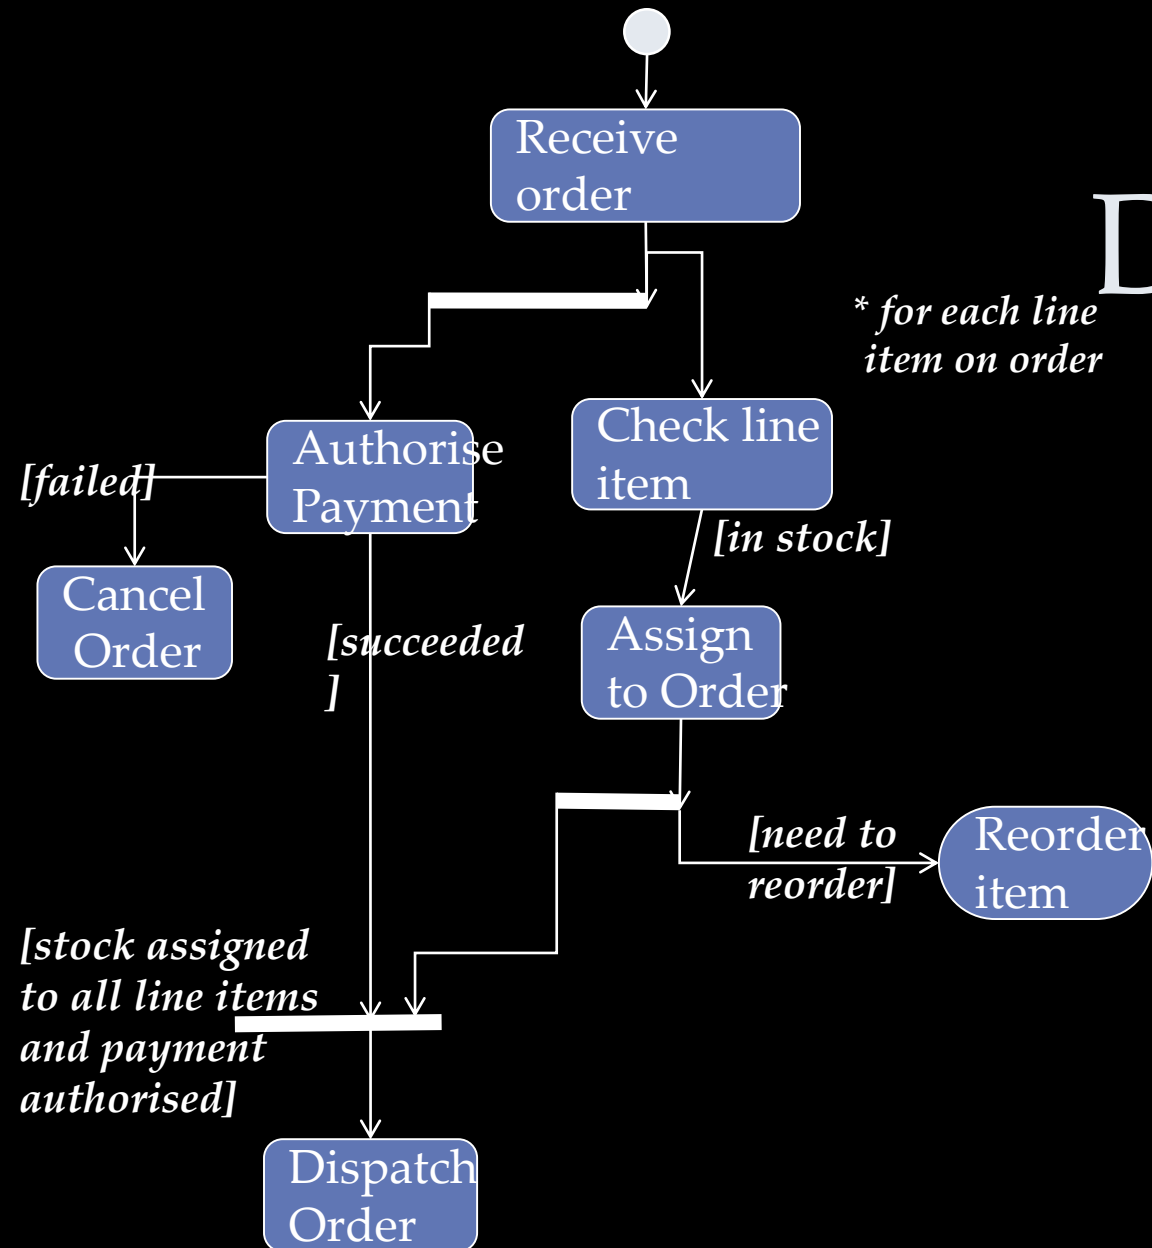 Receive
order
D
* for each line
item on order
Authorise
Payment
Check line
item
[failed]
[in stock]
Cancel
Order
[succeeded
]
Assign
to Order
[need to
reorder]
Reorder
item
[stock assigned
to all line items
and payment
authorised]
Dispatch
Order